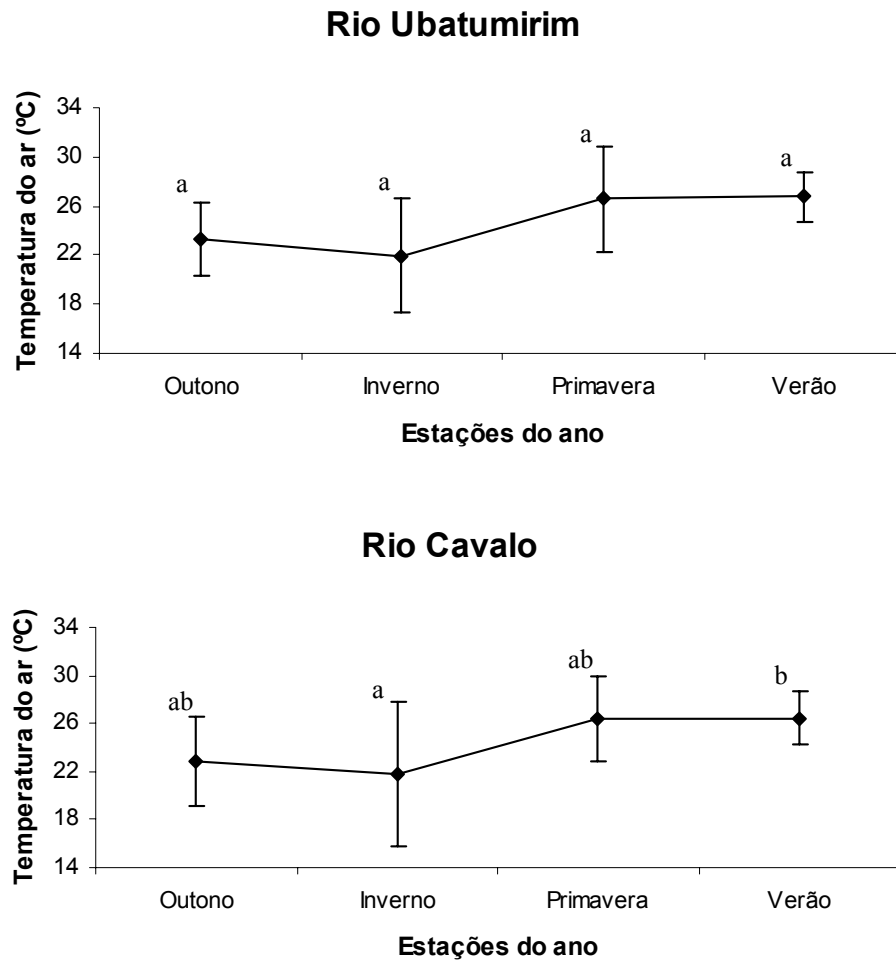 Rio Ubatumirim
Temperatura do ar (ºC)
34
30
26
22
18
14
a
a
a
a
Outono Inverno Primavera Verão
Estações do ano
Rio Cavalo
Temperatura do ar (ºC)
34
30
26
22
18
14
ab
a
ab
b
Outono Inverno Primavera Verão
Estações do ano